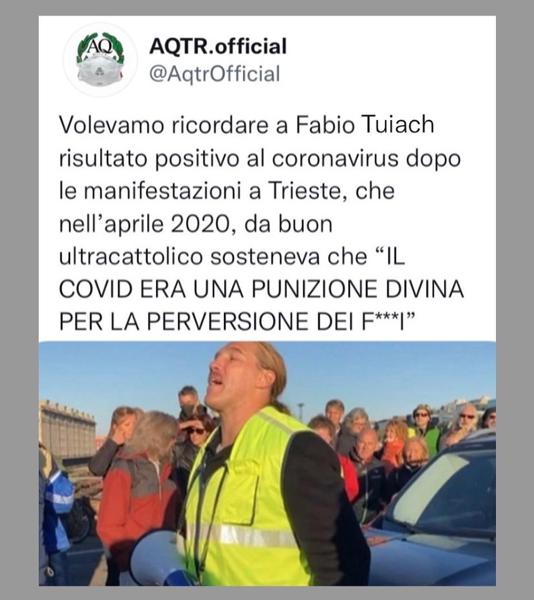 AQ
AQTR.official
@AqtrOfficial
Volevamo ricordare a Fabio Tuiach
risultato positivo al coronavirus dopo
le manifestazioni a Trieste, che
nell’aprile 2020, da buon
ultracattolico sosteneva che “IL
COVID ERA UNA PUNIZIONE DIVINA
PER LA PERVERSIONE DEI F***I”